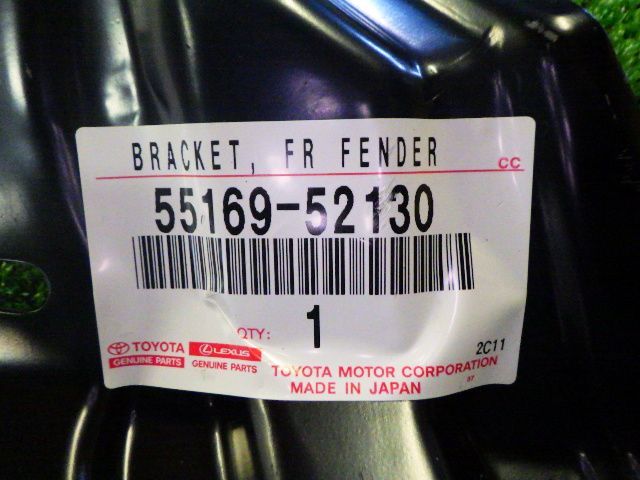 BRACKET, FR FENDER
CC
55169-52130
QTY: 1
2C11
TOYOTA LEXUS
GENUINE PARTS GENUINE PARTS
TOYOTA MOTOR CORPORATION
MADE IN JAPAN 07